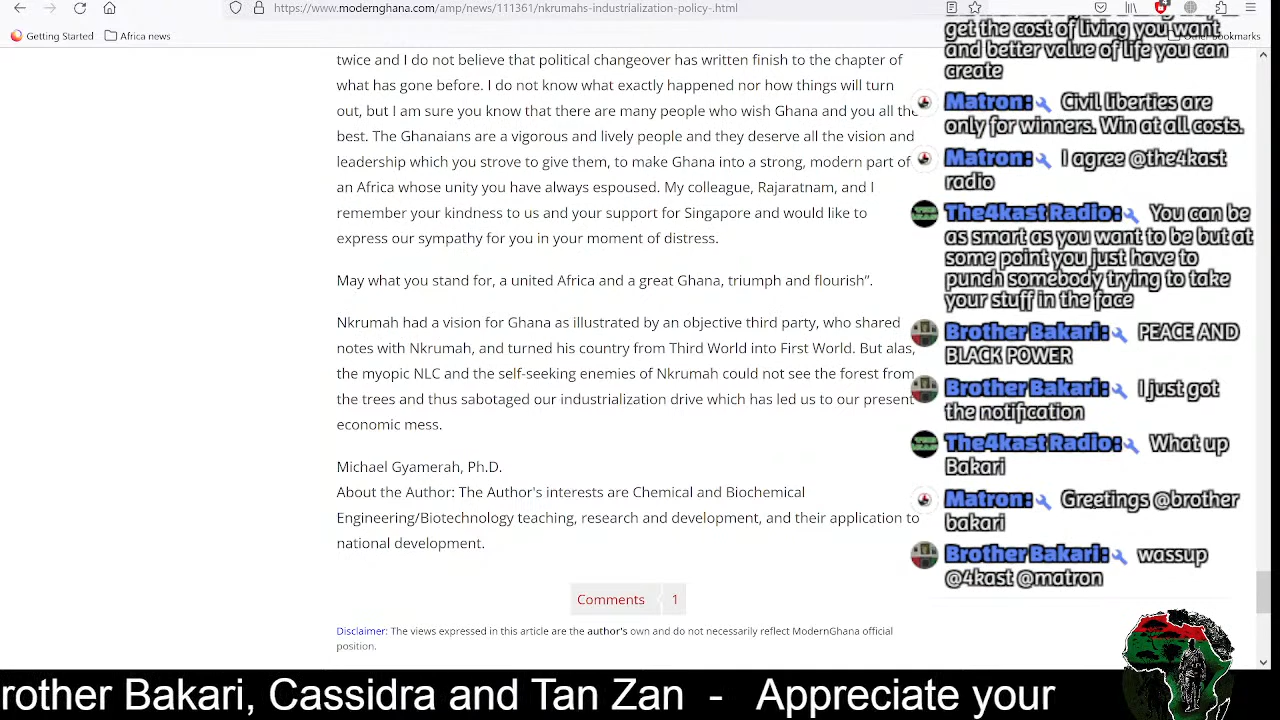 https://www.modernghana.com/amp/news/111361/nkrumahs-industrialization-policy-.html
4
Getting Started
Africa news
Other Bookmarks
twice and I do not believe that political changeover has written finish to the chapter of
what has gone before. I do not know what exactly happened nor how things will turn
out, but I am sure you know that there are many people who wish Ghana and you all the
best. The Ghanaians are a vigorous and lively people and they deserve all the vision and
leadership which you strove to give them, to make Ghana into a strong, modern part of
an Africa whose unity you have always espoused. My colleague, Rajaratnam, and I
remember your kindness to us and your support for Singapore and would like to
express our sympathy for you in your moment of distress.
May what you stand for, a united Africa and a great Ghana, triumph and flourish”.
Nkrumah had a vision for Ghana as illustrated by an objective third party, who shared
notes with Nkrumah, and turned his country from Third World into First World. But alas,
the myopic NLC and the self-seeking enemies of Nkrumah could not see the forest from
the trees and thus sabotaged our industrialization drive which has led us to our present
economic mess.
Michael Gyamerah, Ph.D.
About the Author: The Author's interests are Chemical and Biochemical
Engineering/Biotechnology teaching, research and development, and their application to
national development.
Comments 1
Disclaimer: The views expressed in this article are the author's own and do not necessarily reflect ModernGhana official
position.
get the cost of living you want
and better value of life you can
create
Matron: Civil liberties are
only for winners. Win at all costs.
Matron: I agree @the4kast
radio
The4kast Radio: You can be
as smart as you want to be but at
some point you just have to
punch somebody trying to take
your stuff in the face
Brother Bakari: PEACE AND
BLACK POWER
Brother Bakari: I just got
the notification
The4kast Radio: What up
Bakari
Matron: Greetings @brother
bakari
Brother Bakari: wassup
@4kast @matron
rother Bakari, Cassidra and Tan Zan - Appreciate your